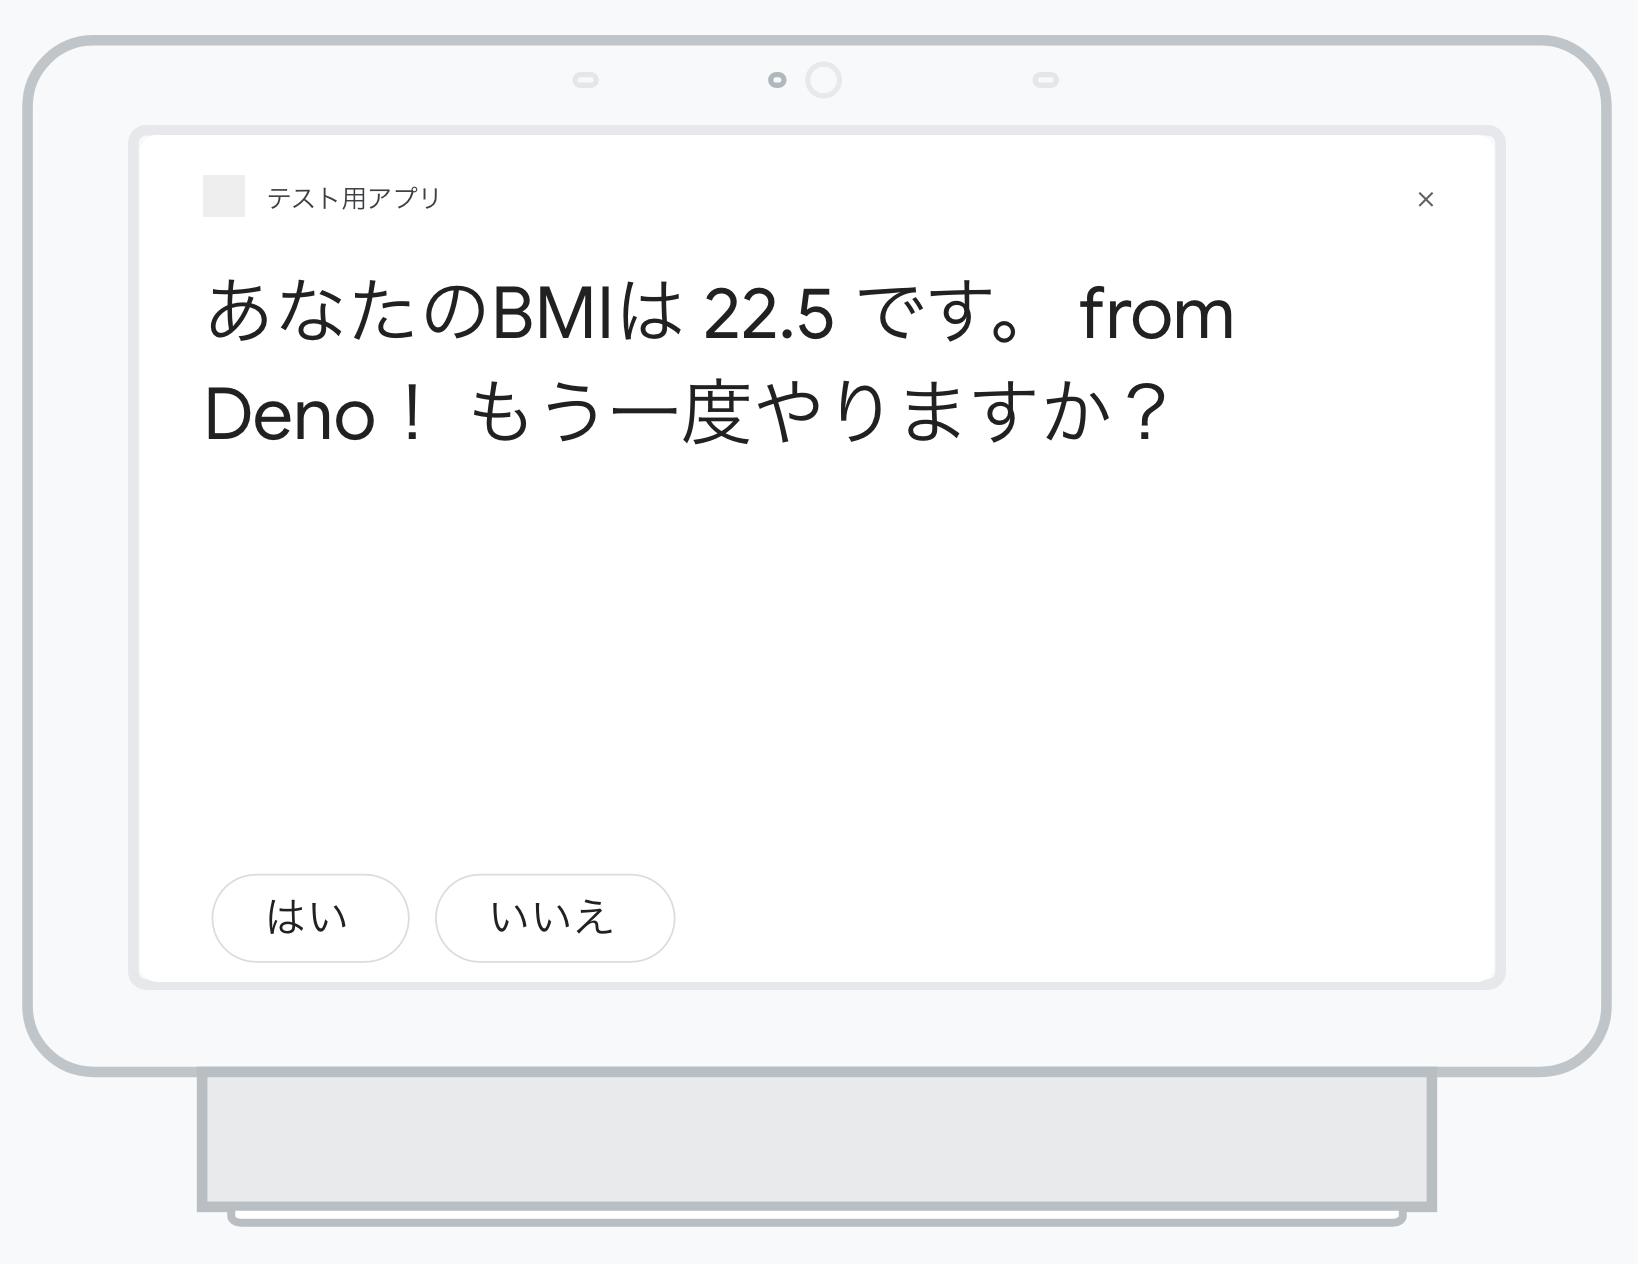 テスト用アプリ
×
あなたのBMIは 22.5 です。 from
Deno！ もう一度やりますか？
はい
いいえ